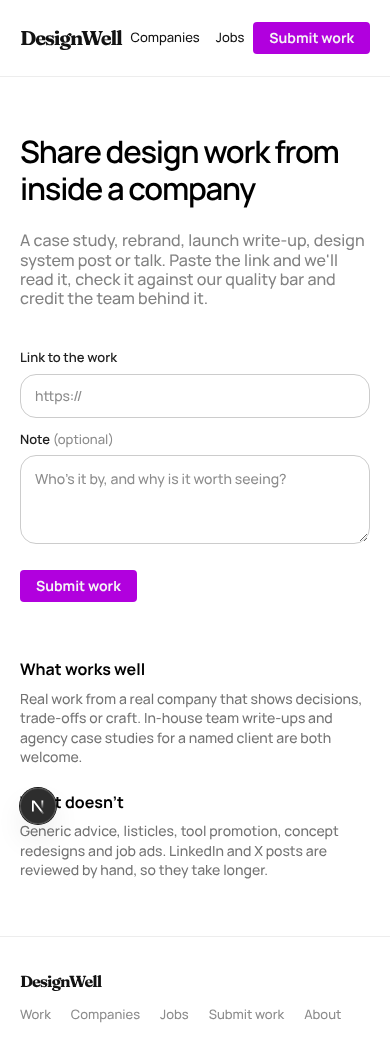 DesignWell Companies Jobs Submit work
Share design work from
inside a company
A case study, rebrand, launch write-up, design
system post or talk. Paste the link and we'll
read it, check it against our quality bar and
credit the team behind it.
Link to the work
https://
Note (optional)
Who's it by, and why is it worth seeing?
Submit work
What works well
Real work from a real company that shows decisions,
trade-offs or craft. In-house team write-ups and
agency case studies for a named client are both
welcome.
N
t doesn't
Generic advice, listicles, tool promotion, concept
redesigns and job ads. LinkedIn and X posts are
reviewed by hand, so they take longer.
DesignWell
Work Companies Jobs Submit work About